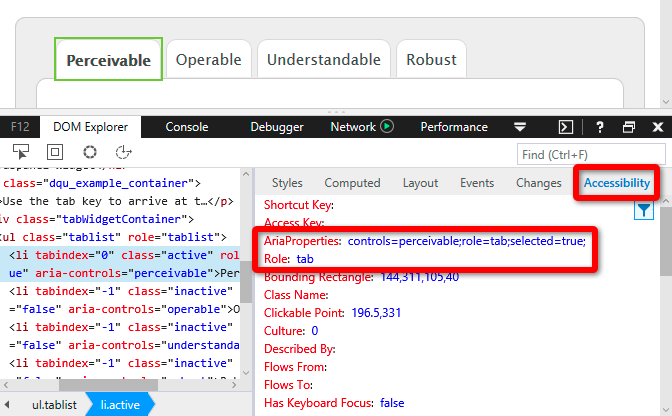 Perceivable Operable Understandable Robust
F12 DOM Explorer Console Debugger Network Performance ?
Find (Ctrl+F)
class="dqu_example_container">
>Use the tab key to arrive at t…</p>
class="tabWidgetContainer">
ul class="tablist" role="tablist">
<li tabindex="0" class="active" rol
ue" aria-controls="perceivable">Per
<li tabindex="-1" class="inactive"
="false" aria-controls="operable">O
<li tabindex="-1" class="inactive"
="false" aria-controls="understanda
<li tabindex="-1" class="inactive"
ul.tablist li.active
Styles Computed Layout Events Changes Accessibility
Shortcut Key:
Access Key:
AriaProperties: controls=perceivable;role=tab;selected=true;
Role: tab
Bounding Rectangle: 144,311,105,40
Class Name:
Clickable Point: 196.5,331
Culture: 0
Described By:
Flows From:
Flows To:
Has Keyboard Focus: false